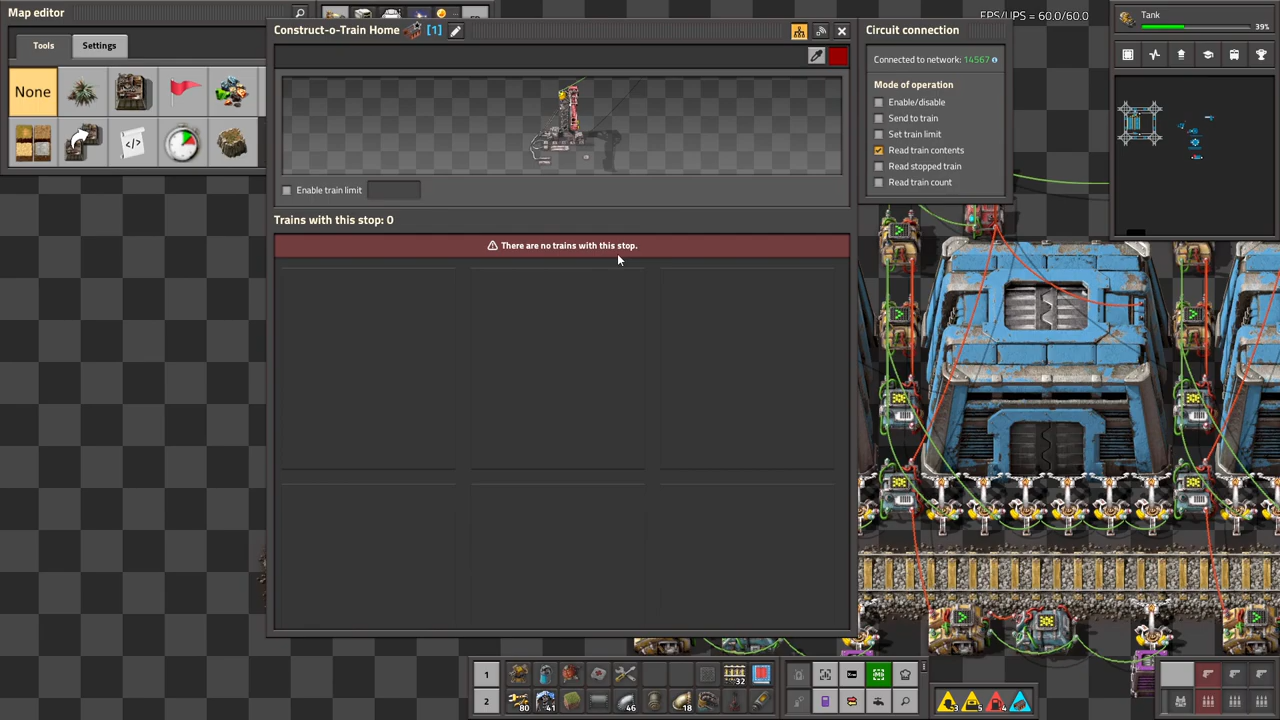 Map editor
Tools
Settings
None
Construct-o-Train Home [1]
Enable train limit
Trains with this stop: 0
There are no trains with this stop.
Circuit connection
Connected to network: 14567
Mode of operation
Enable/disable
Send to train
Set train limit
Read train contents
Read stopped train
Read train count
FPS/UPS = 60.0/60.0
Tank
39%
1
32
2
80
41
46
18